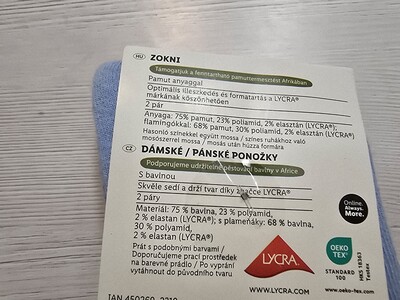 HU ZOKNI
Támogatjuk a fenntartható pamuttermesztést Afrikában
Pamut anyaggal
Optimális illeszkedés és formatartás a LYCRA®
márkának köszönhetően
2 pár
Anyaga: 75% pamut, 23% poliamid, 2% elasztán (LYCRA®);
flamingókkal: 68% pamut, 30% poliamid, 2% elasztán (LYCRA®)
Hasonló színekkel együtt mossa / színes ruhákhoz való
mosószerrel mossa / mosás után húzza formára
CZ DÁMSKÉ / PÁNSKÉ PONOŽKY
Podporujeme udržitelné pěstování bavlny v Africe
S bavlnou
Skvěle sedí a drží tvar díky značce LYCRA®
2 páry
Materiál: 75 % bavlna, 23 % polyamid,
2 % elastan (LYCRA®); s plameňáky: 68 % bavlna,
30 % polyamid,
2 % elastan (LYCRA®)
Prát s podobnými barvami /
Doporučujeme prací prostředek
na barevné prádlo / Po vyprání
vytáhnout do původního tvaru
Online.
Always.
More.
LYCRA
OEKO
TEX®
STANDARD
100
HKS 16363
Testex
www.oeko-tex.com
IAN 450269_2310